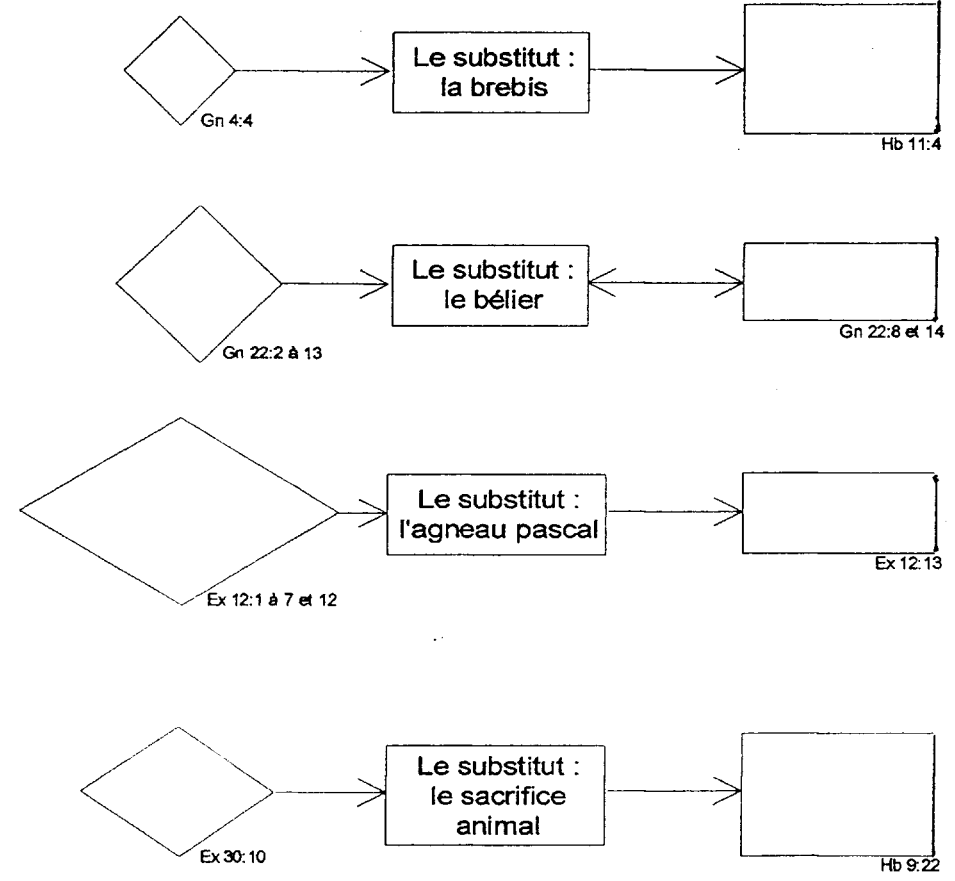 Le substitut :
la brebis
Gn 4:4
Hb 11:4
Le substitut :
le bélier
Gn 22:2 à 13
Gn 22:8 et 14
Le substitut :
l'agneau pascal
Ex 12:1 à 7 et 12
Ex 12:13
Le substitut :
le sacrifice
animal
Ex 30:10
Hb 9:22